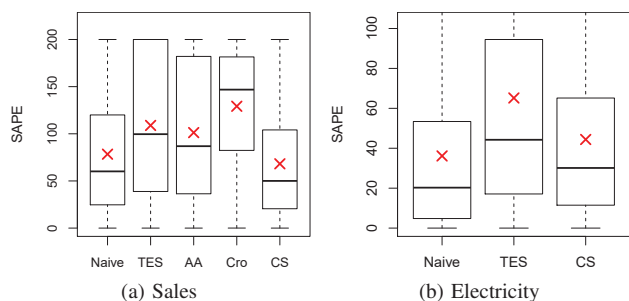 SAPE
200
150
100
50
0
Naive TES AA Cro CS
(a) Sales
SAPE
100
80
60
40
20
0
Naive TES CS
(b) Electricity